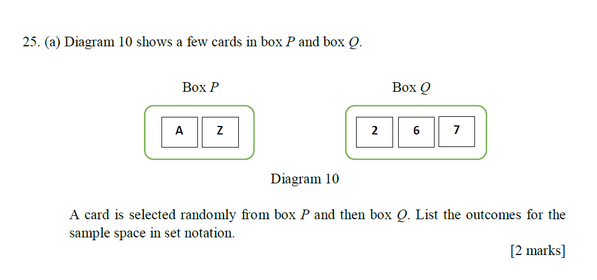 25. (a) Diagram 10 shows a few cards in box P and box Q.
Box P Box Q
A Z 2 6 7
Diagram 10
A card is selected randomly from box P and then box Q. List the outcomes for the
sample space in set notation.
[2 marks]